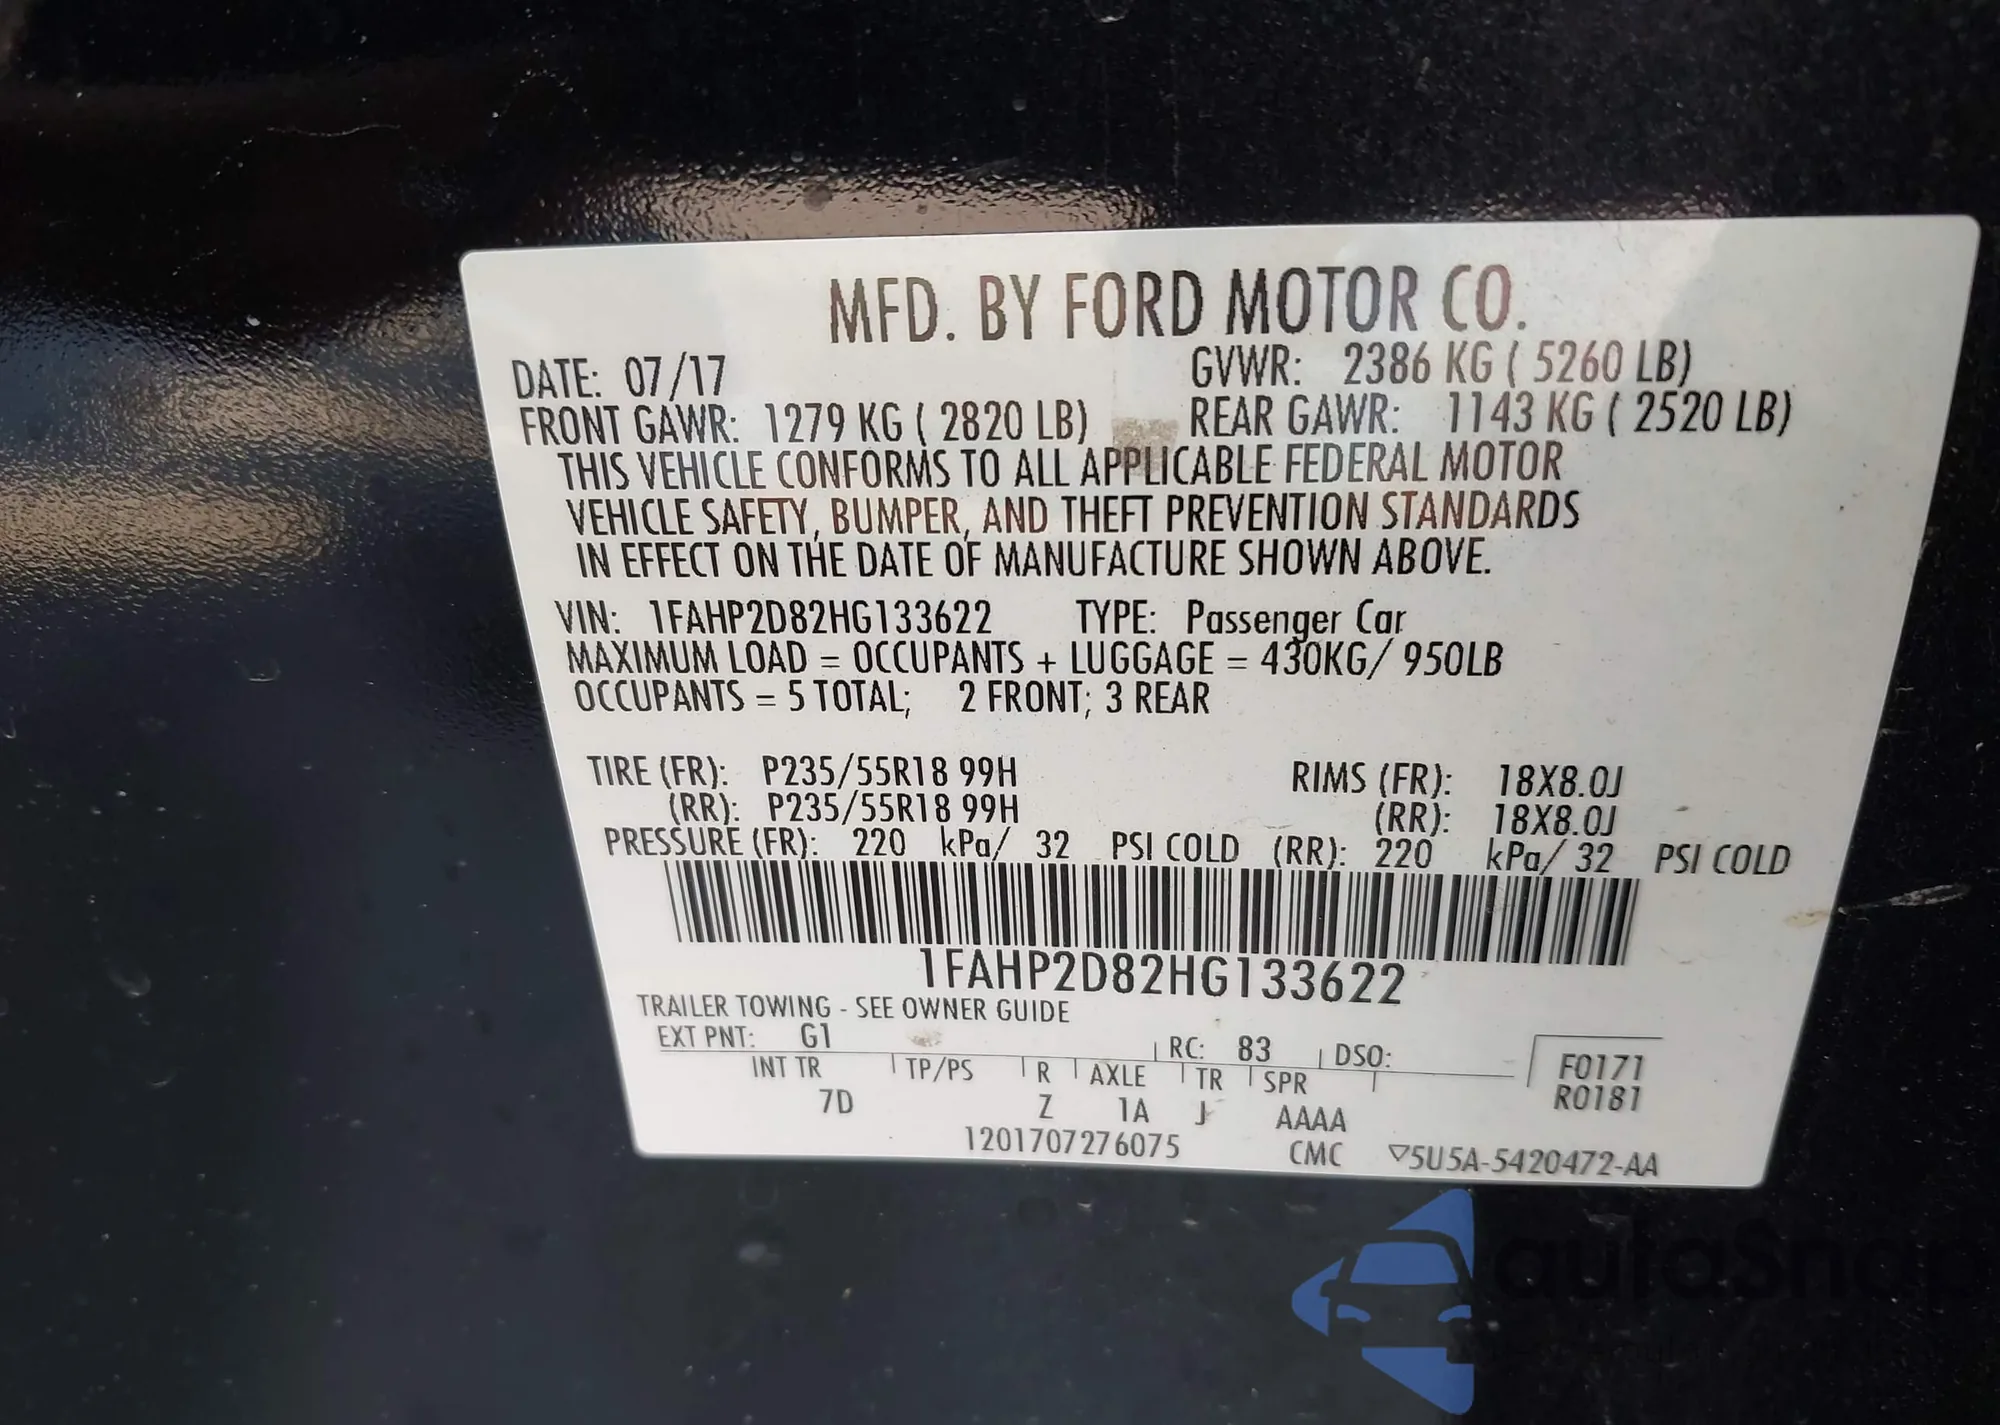 MFD. BY FORD MOTOR CO.
DATE: 07/17 GVWR: 2386 KG ( 5260 LB)
FRONT GAWR: 1279 KG ( 2820 LB) REAR GAWR: 1143 KG ( 2520 LB)
THIS VEHICLE CONFORMS TO ALL APPLICABLE FEDERAL MOTOR
VEHICLE SAFETY, BUMPER, AND THEFT PREVENTION STANDARDS
IN EFFECT ON THE DATE OF MANUFACTURE SHOWN ABOVE.
VIN: 1FAHP2D82HG133622 TYPE: Passenger Car
MAXIMUM LOAD = OCCUPANTS + LUGGAGE = 430KG/ 950LB
OCCUPANTS = 5 TOTAL; 2 FRONT; 3 REAR
TIRE (FR): P235/55R18 99H RIMS (FR): 18X8.0J
(RR): P235/55R18 99H (RR): 18X8.0J
PRESSURE (FR): 220 kPa/ 32 PSI COLD (RR): 220 kPa/ 32 PSI COLD
1FAHP2D82HG133622
TRAILER TOWING - SEE OWNER GUIDE
EXT PNT: G1 RC: 83 DSO: F0171
INT TR TP/PS R AXLE TR SPR R0181
7D Z 1A J AAAA
1201707276075 CMC ▽5U5A-5420472-AA
autaSnap